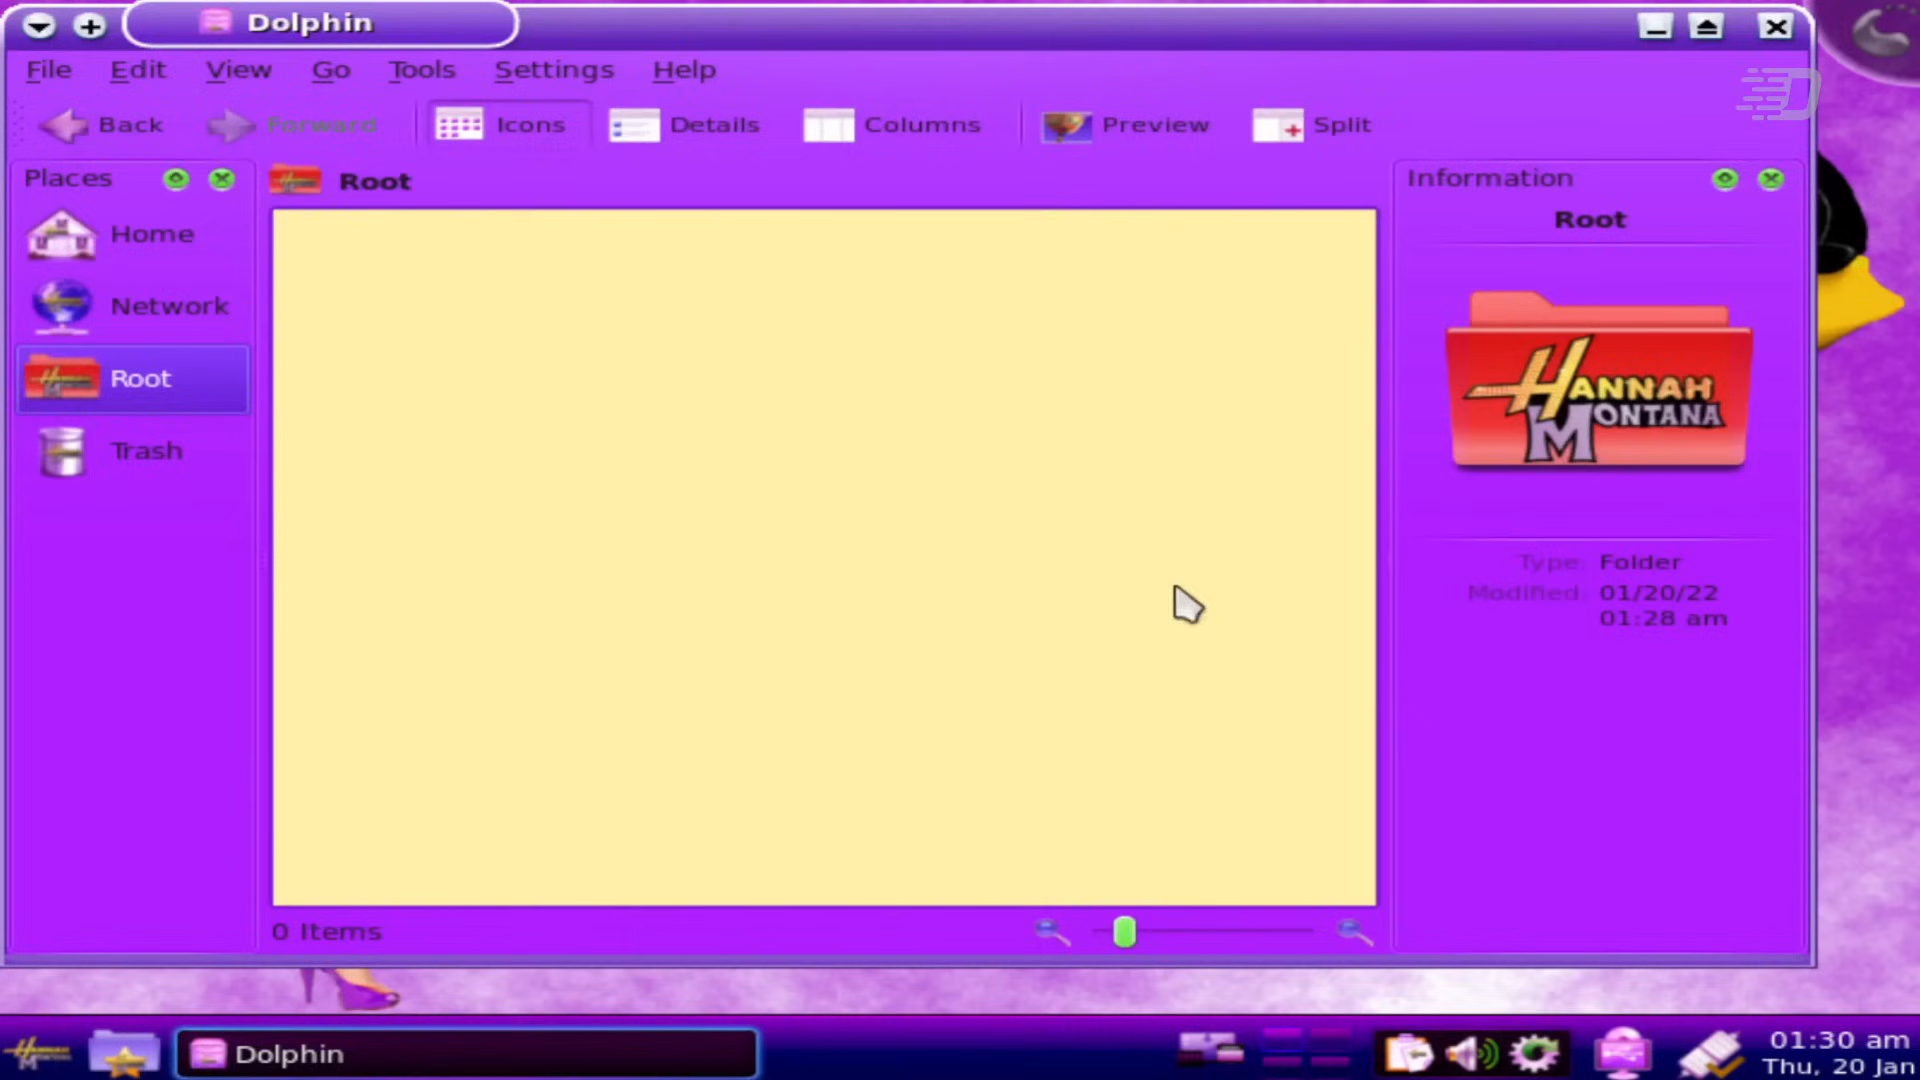 Dolphin
File Edit View Go Tools Settings Help
Back Forward Icons Details Columns Preview Split
Places
Home
Network
Root
Trash
Root
0 Items
Information
Root
HANNAH
MONTANA
Type: Folder
Modified: 01/20/22
01:28 am
Dolphin
01:30 am
Thu, 20 Jan